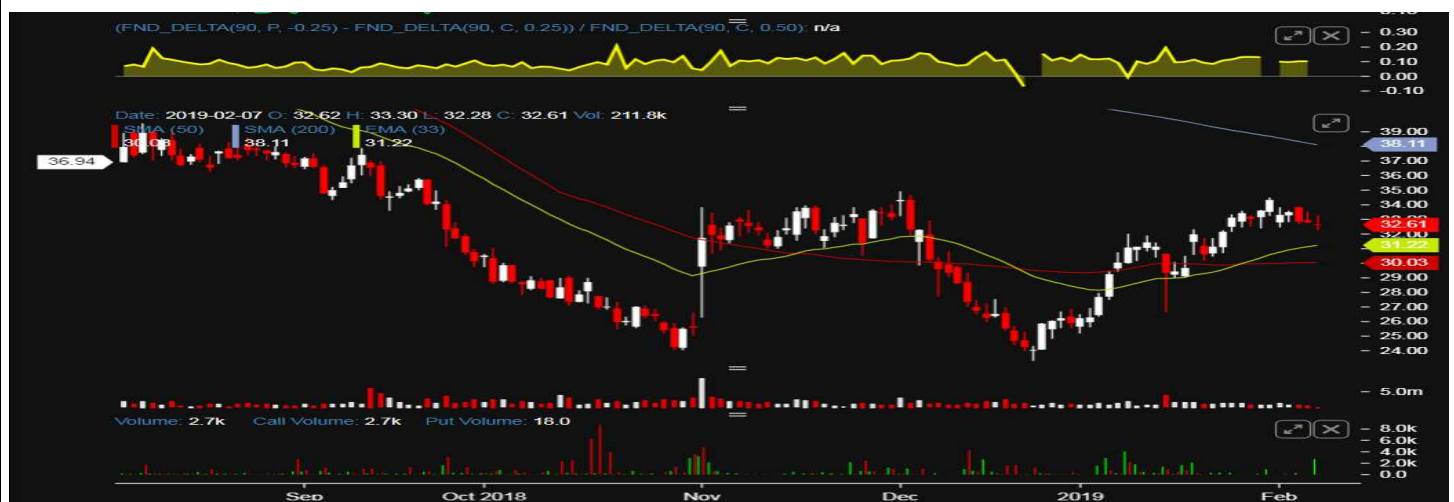 (FND_DELTA(90, P, -0.25) - FND_DELTA(90, C, 0.25)) / FND_DELTA(90, C, 0.50): n/a
0.30
0.20
0.10
0.00
-0.10
Date: 2019-02-07 O: 32.62 H: 33.30 L: 32.28 C: 32.61 Vol: 211.8k
SMA (50) SMA (200) EMA (33)
30.03 38.11 31.22
36.94
39.00
38.11
37.00
36.00
35.00
34.00
32.61
32.00
31.22
30.03
29.00
28.00
27.00
26.00
25.00
24.00
5.0m
Volume: 2.7k Call Volume: 2.7k Put Volume: 18.0
8.0k
6.0k
4.0k
2.0k
0.0
Sep Oct 2018 Nov Dec 2019 Feb